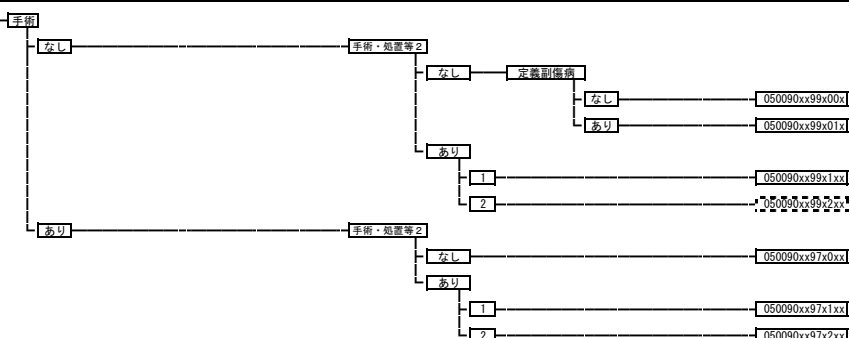 手術
なし 手術・処置等2
なし 定義副傷病
なし 050090xx99x00x
あり 050090xx99x01x
あり
1 050090xx99x1xx
2 050090xx99x2xx
あり 手術・処置等2
なし 050090xx97x0xx
あり
1 050090xx97x1xx
2 050090xx97x2xx